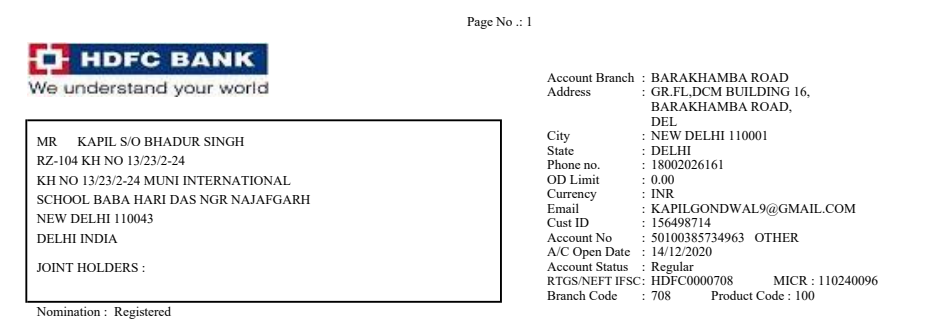 Page No .: 1
HDFC BANK
We understand your world
MR KAPIL S/O BHADUR SINGH
RZ-104 KH NO 13/23/2-24
KH NO 13/23/2-24 MUNI INTERNATIONAL
SCHOOL BABA HARI DAS NGR NAJAFGARH
NEW DELHI 110043
DELHI INDIA
JOINT HOLDERS :
Nomination : Registered
Account Branch : BARAKHAMBA ROAD
Address : GR.FL,DCM BUILDING 16,
BARAKHAMBA ROAD,
DEL
City : NEW DELHI 110001
State : DELHI
Phone no. : 18002026161
OD Limit : 0.00
Currency : INR
Email : KAPILGONDWAL9@GMAIL.COM
Cust ID : 156498714
Account No : 50100385734963 OTHER
A/C Open Date : 14/12/2020
Account Status : Regular
RTGS/NEFT IFSC: HDFC0000708 MICR : 110240096
Branch Code : 708 Product Code : 100